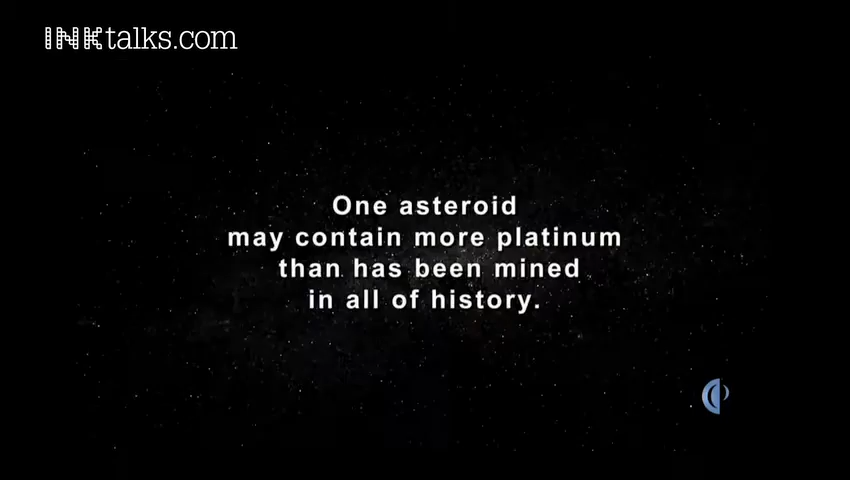 INKtalks.com
One asteroid
may contain more platinum
than has been mined
in all of history.